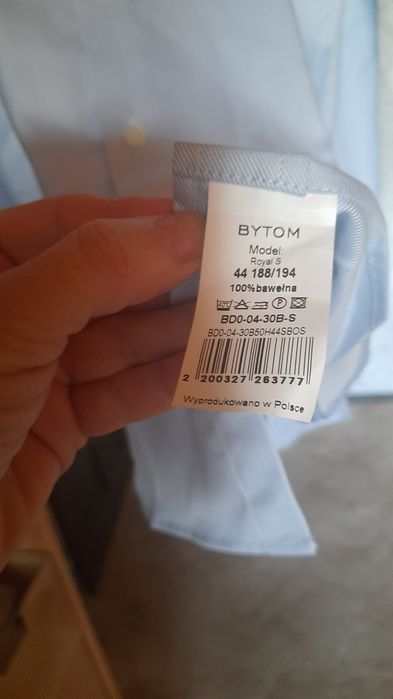 BYTOM
Model:
Royal S
44 188/194
100%bawełna
BD0-04-30B-S
BD0-04-30B50H44SBOS
2 200327 263777
Wyprodukowano w Polsce